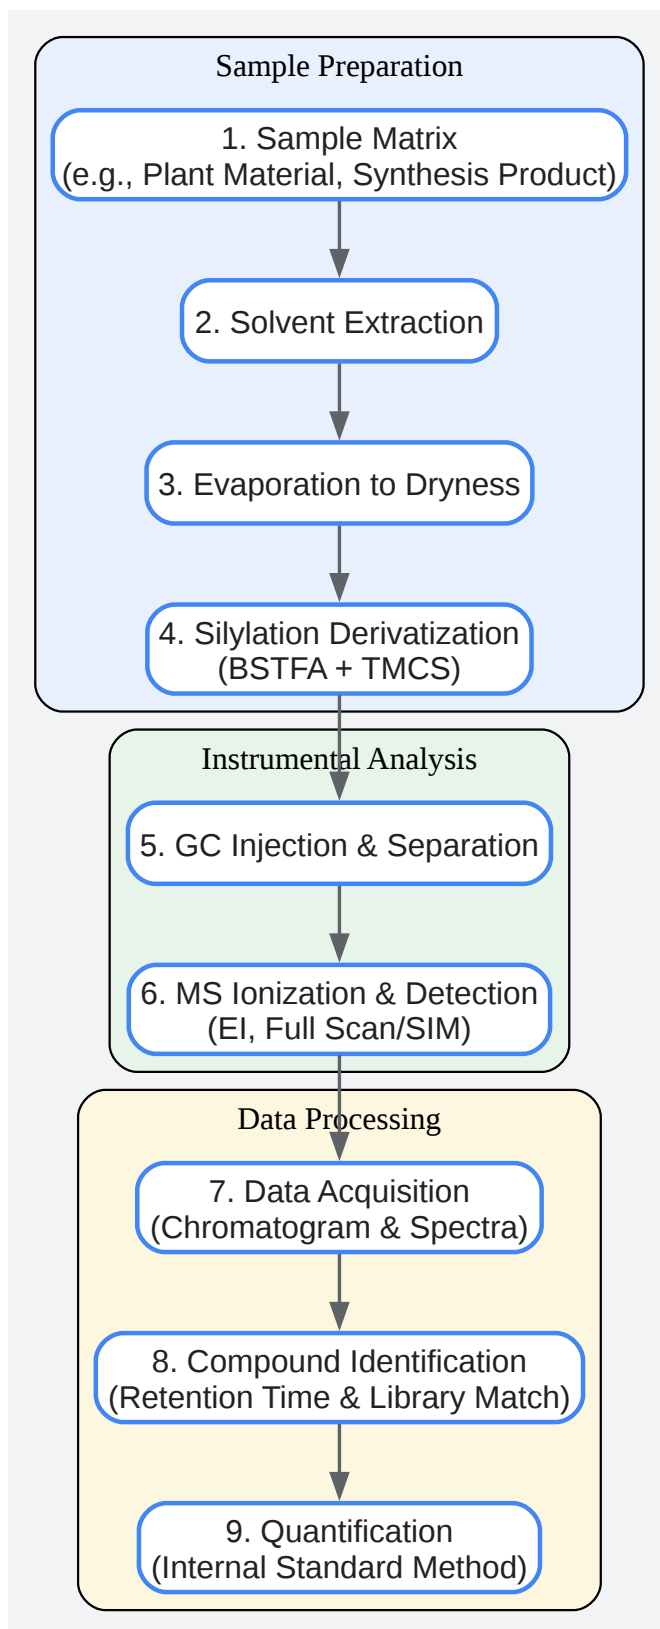 Sample Preparation
1. Sample Matrix
(e.g., Plant Material, Synthesis Product)
2. Solvent Extraction
3. Evaporation to Dryness
4. Silylation Derivatization
(BSTFA + TMCS)
Instrumental Analysis
5. GC Injection & Separation
6. MS Ionization & Detection
(EI, Full Scan/SIM)
Data Processing
7. Data Acquisition
(Chromatogram & Spectra)
8. Compound Identification
(Retention Time & Library Match)
9. Quantification
(Internal Standard Method)